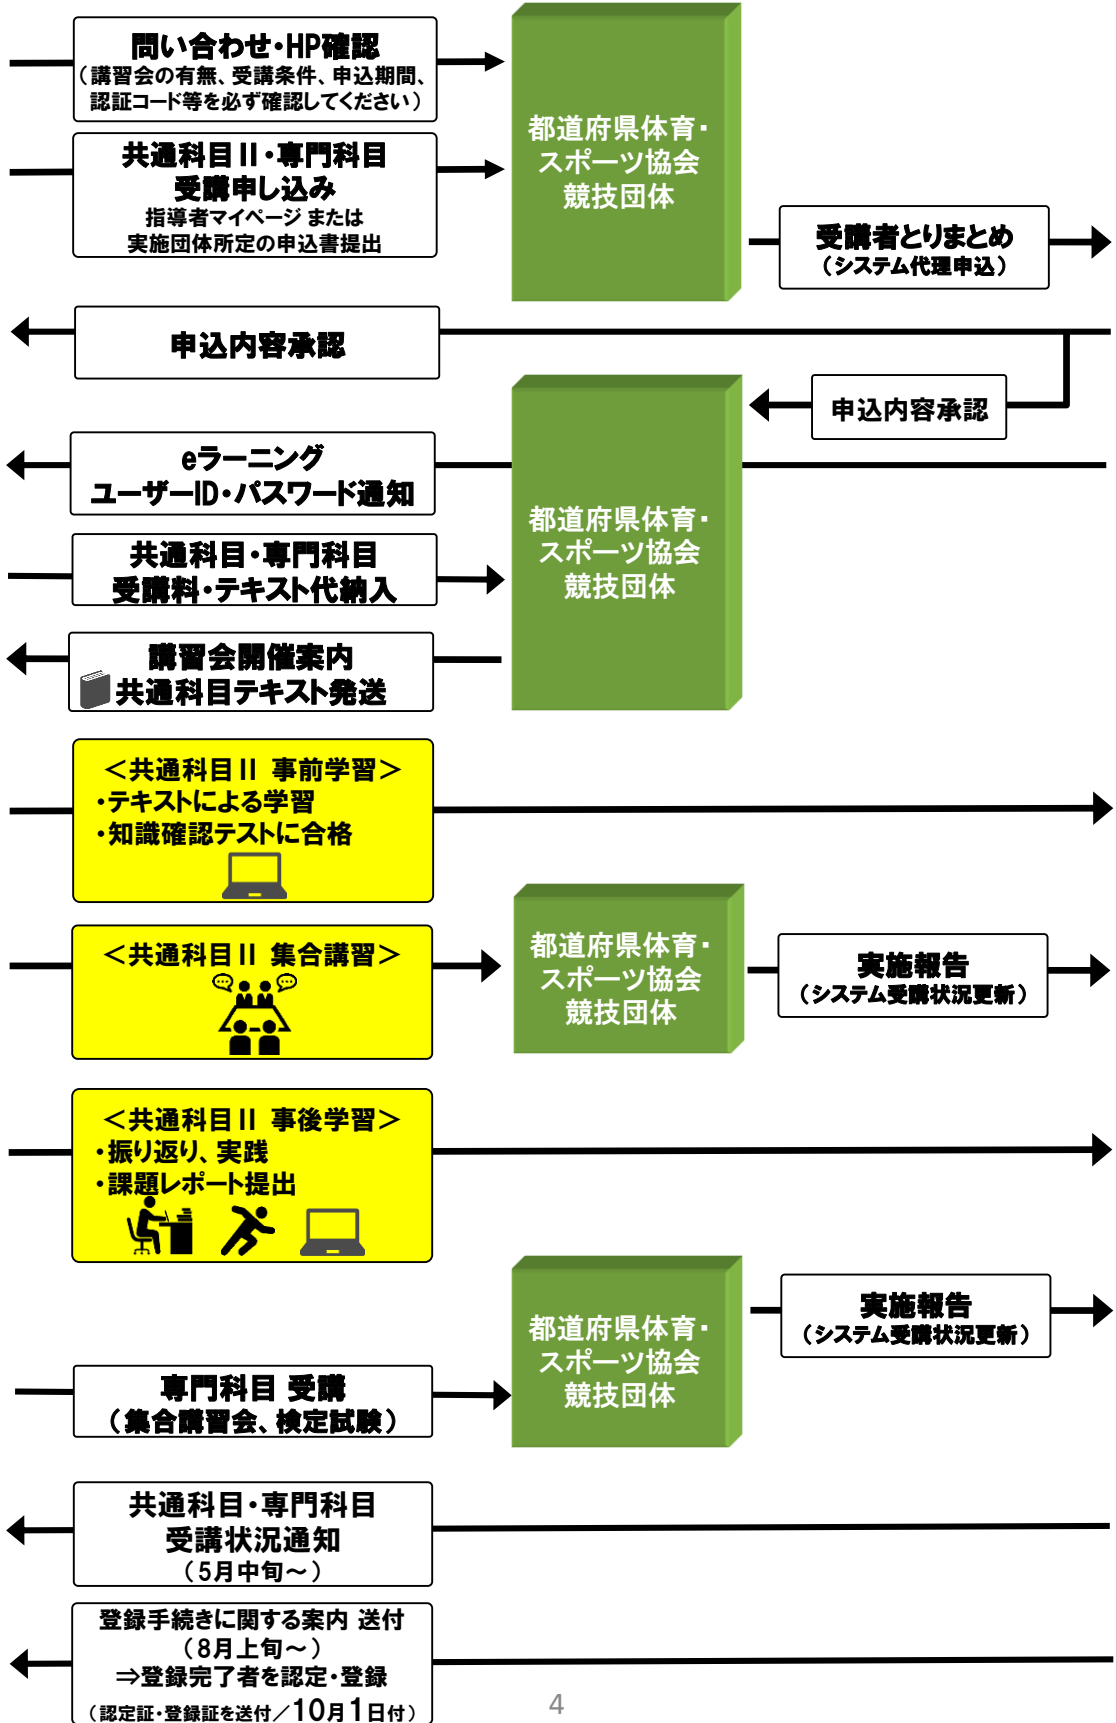 問い合わせ・HP確認
（講習会の有無、受講条件、申込期間、
認証コード等を必ず確認してください）
都道府県体育・
スポーツ協会
競技団体
共通科目Ⅱ・専門科目
受講申し込み
指導者マイページ または
実施団体所定の申込書提出
受講者とりまとめ
（システム代理申込）
申込内容承認
申込内容承認
eラーニング
ユーザーID・パスワード通知
都道府県体育・
スポーツ協会
競技団体
共通科目・専門科目
受講料・テキスト代納入
講習会開催案内
共通科目テキスト発送
＜共通科目Ⅱ 事前学習＞
・テキストによる学習
・知識確認テストに合格
＜共通科目Ⅱ 集合講習＞
都道府県体育・
スポーツ協会
競技団体
実施報告
（システム受講状況更新）
＜共通科目Ⅱ 事後学習＞
・振り返り、実践
・課題レポート提出
都道府県体育・
スポーツ協会
競技団体
実施報告
（システム受講状況更新）
専門科目 受講
（集合講習会、検定試験）
共通科目・専門科目
受講状況通知
（5月中旬～）
登録手続きに関する案内 送付
（8月上旬～）
⇒登録完了者を認定・登録
（認定証・登録証を送付／10月1日付）
4